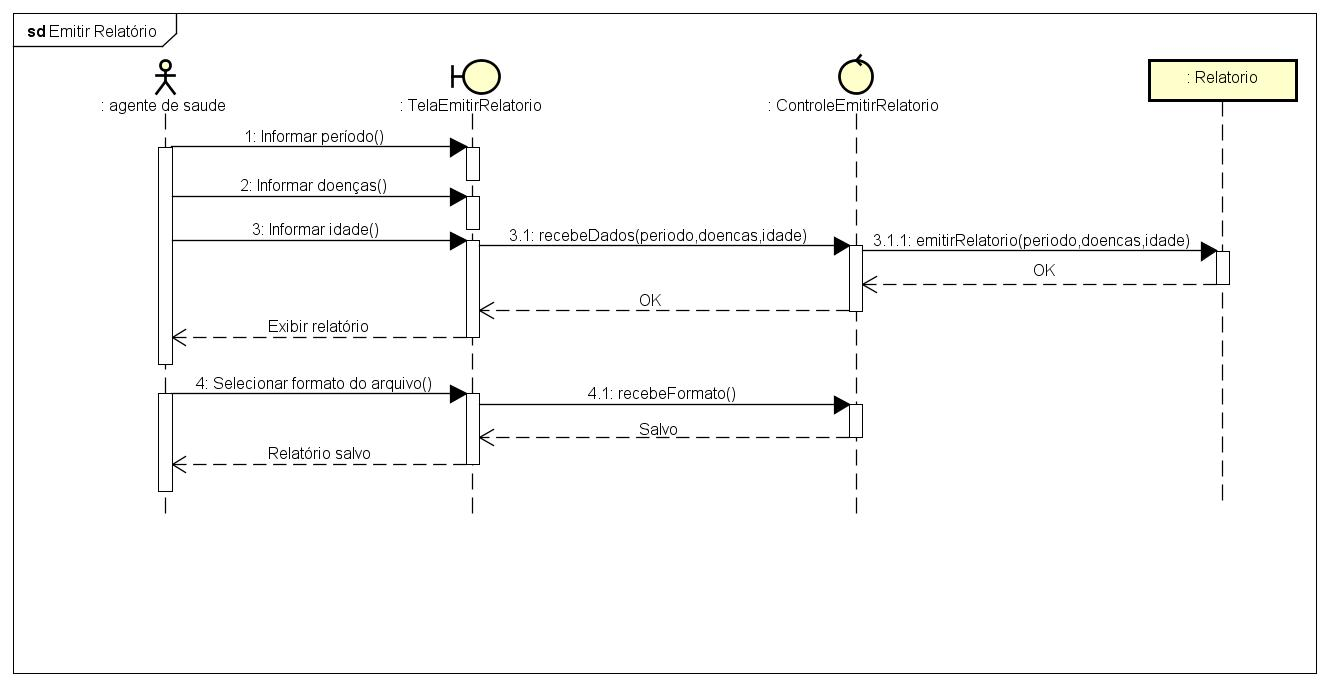 sd Emitir Relatório
: agente de saude
: TelaEmitirRelatorio
: ControleEmitirRelatorio
: Relatorio
1: Informar período()
2: Informar doenças()
3: Informar idade()
3.1: recebeDados(periodo,doencas,idade)
3.1.1: emitirRelatorio(periodo,doencas,idade)
OK
OK
Exibir relatório
4: Selecionar formato do arquivo()
4.1: recebeFormato()
Salvo
Relatório salvo